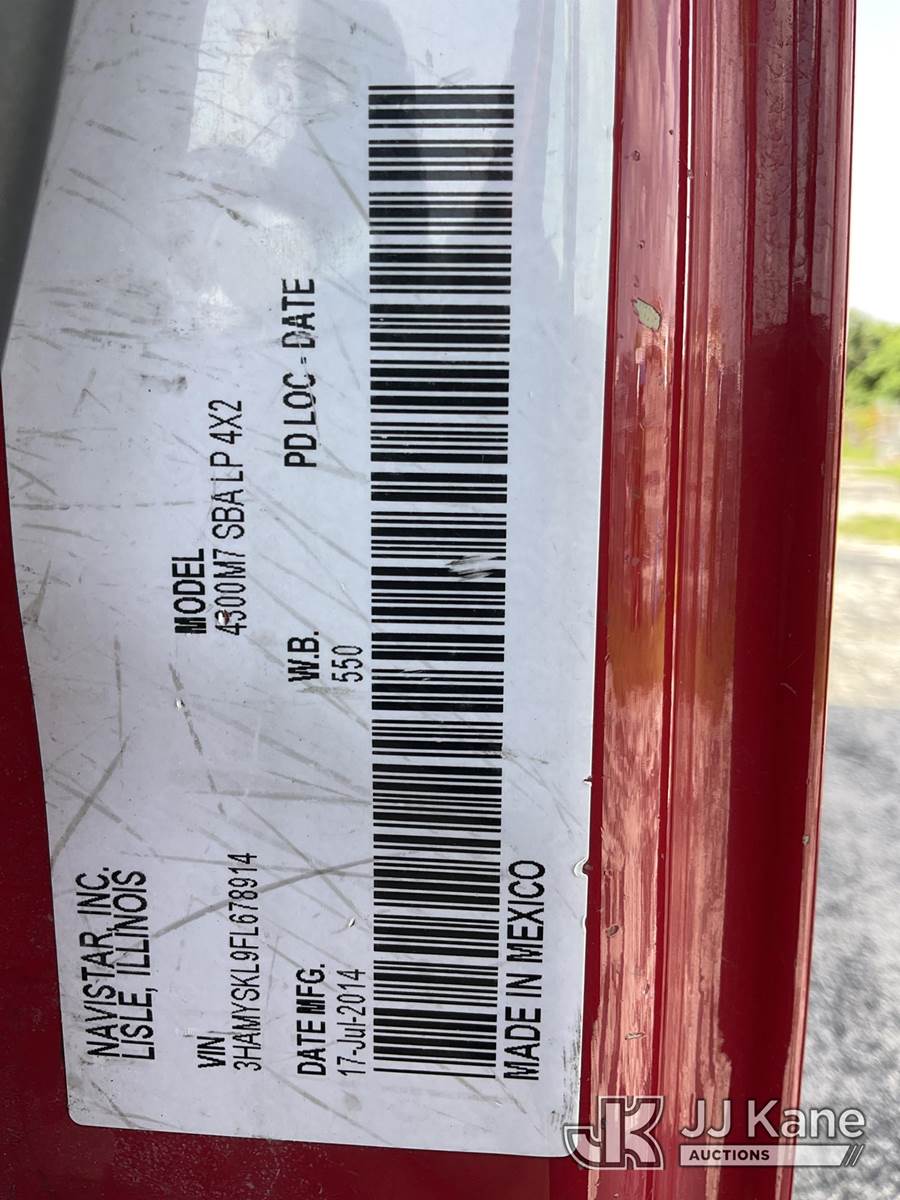 NAVISTAR, INC.
LISLE, ILLINOIS
VIN
3HAMYSKL9FL678914
MODEL
4300M7 SBA LP 4X2
DATE MFG.
17-Jul-2014
W.B.
550
PD LOC - DATE
MADE IN MEXICO
JK JJ Kane
AUCTIONS